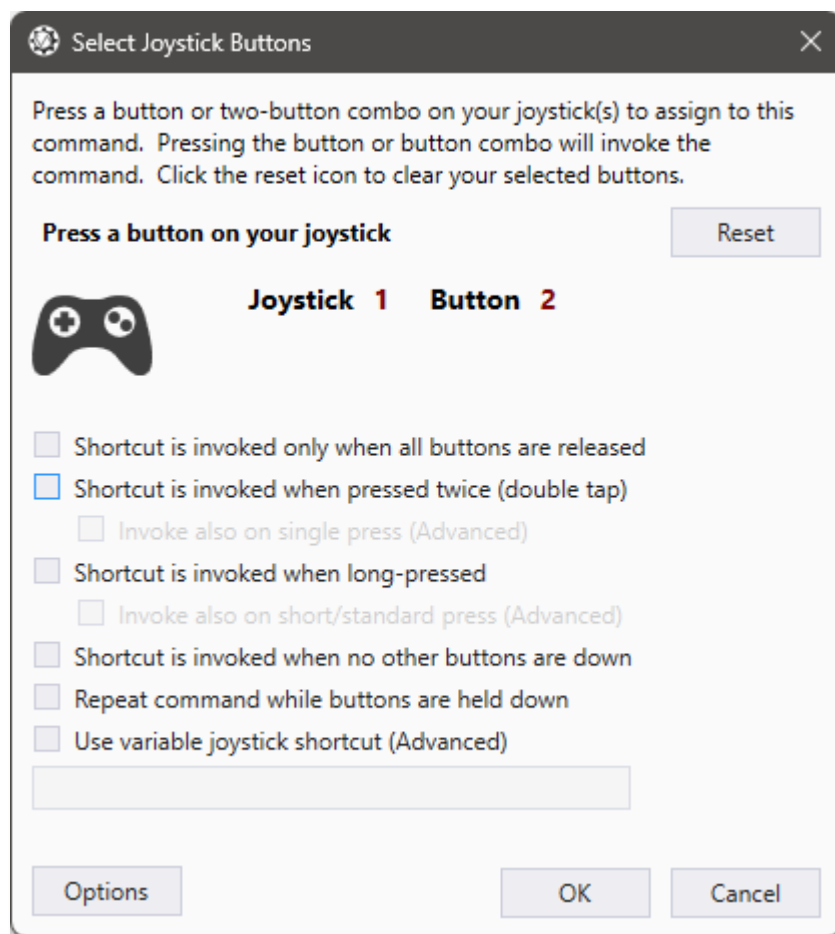 Select Joystick Buttons
Press a button or two-button combo on your joystick(s) to assign to this
command.  Pressing the button or button combo will invoke the
command.  Click the reset icon to clear your selected buttons.
Press a button on your joystick
Reset
Joystick 1 Button 2
Shortcut is invoked only when all buttons are released
Shortcut is invoked when pressed twice (double tap)
Invoke also on single press (Advanced)
Shortcut is invoked when long-pressed
Invoke also on short/standard press (Advanced)
Shortcut is invoked when no other buttons are down
Repeat command while buttons are held down
Use variable joystick shortcut (Advanced)
Options
OK
Cancel